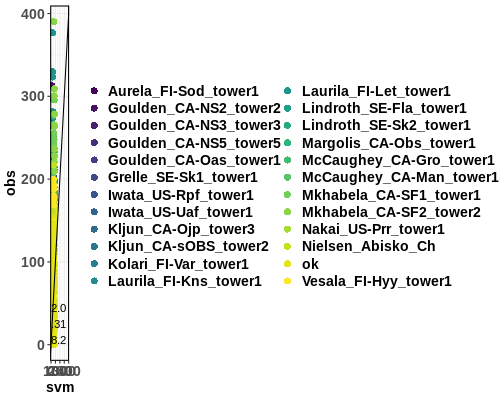 400
300
200
100
0
obs
2.0
31
8.2
svm
Aurela_FI-Sod_tower1
Goulden_CA-NS2_tower2
Goulden_CA-NS3_tower3
Goulden_CA-NS5_tower5
Goulden_CA-Oas_tower1
Grelle_SE-Sk1_tower1
Iwata_US-Rpf_tower1
Iwata_US-Uaf_tower1
Kljun_CA-Ojp_tower3
Kljun_CA-sOBS_tower2
Kolari_FI-Var_tower1
Laurila_FI-Kns_tower1
Laurila_FI-Let_tower1
Lindroth_SE-Fla_tower1
Lindroth_SE-Sk2_tower1
Margolis_CA-Obs_tower1
McCaughey_CA-Gro_tower1
McCaughey_CA-Man_tower1
Mkhabela_CA-SF1_tower1
Mkhabela_CA-SF2_tower2
Nakai_US-Prr_tower1
Nielsen_Abisko_Ch
ok
Vesala_FI-Hyy_tower1